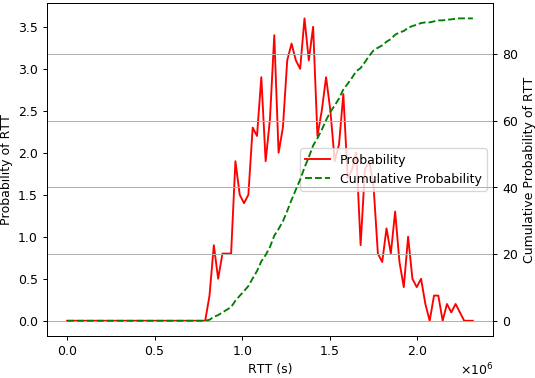 3.5
3.0
2.5
2.0
1.5
1.0
0.5
0.0
Probability of RTT
80
60
40
20
0
Cumulative Probability of RTT
Probability
Cumulative Probability
0.0 0.5 1.0 1.5 2.0
RTT (s)
×10⁶